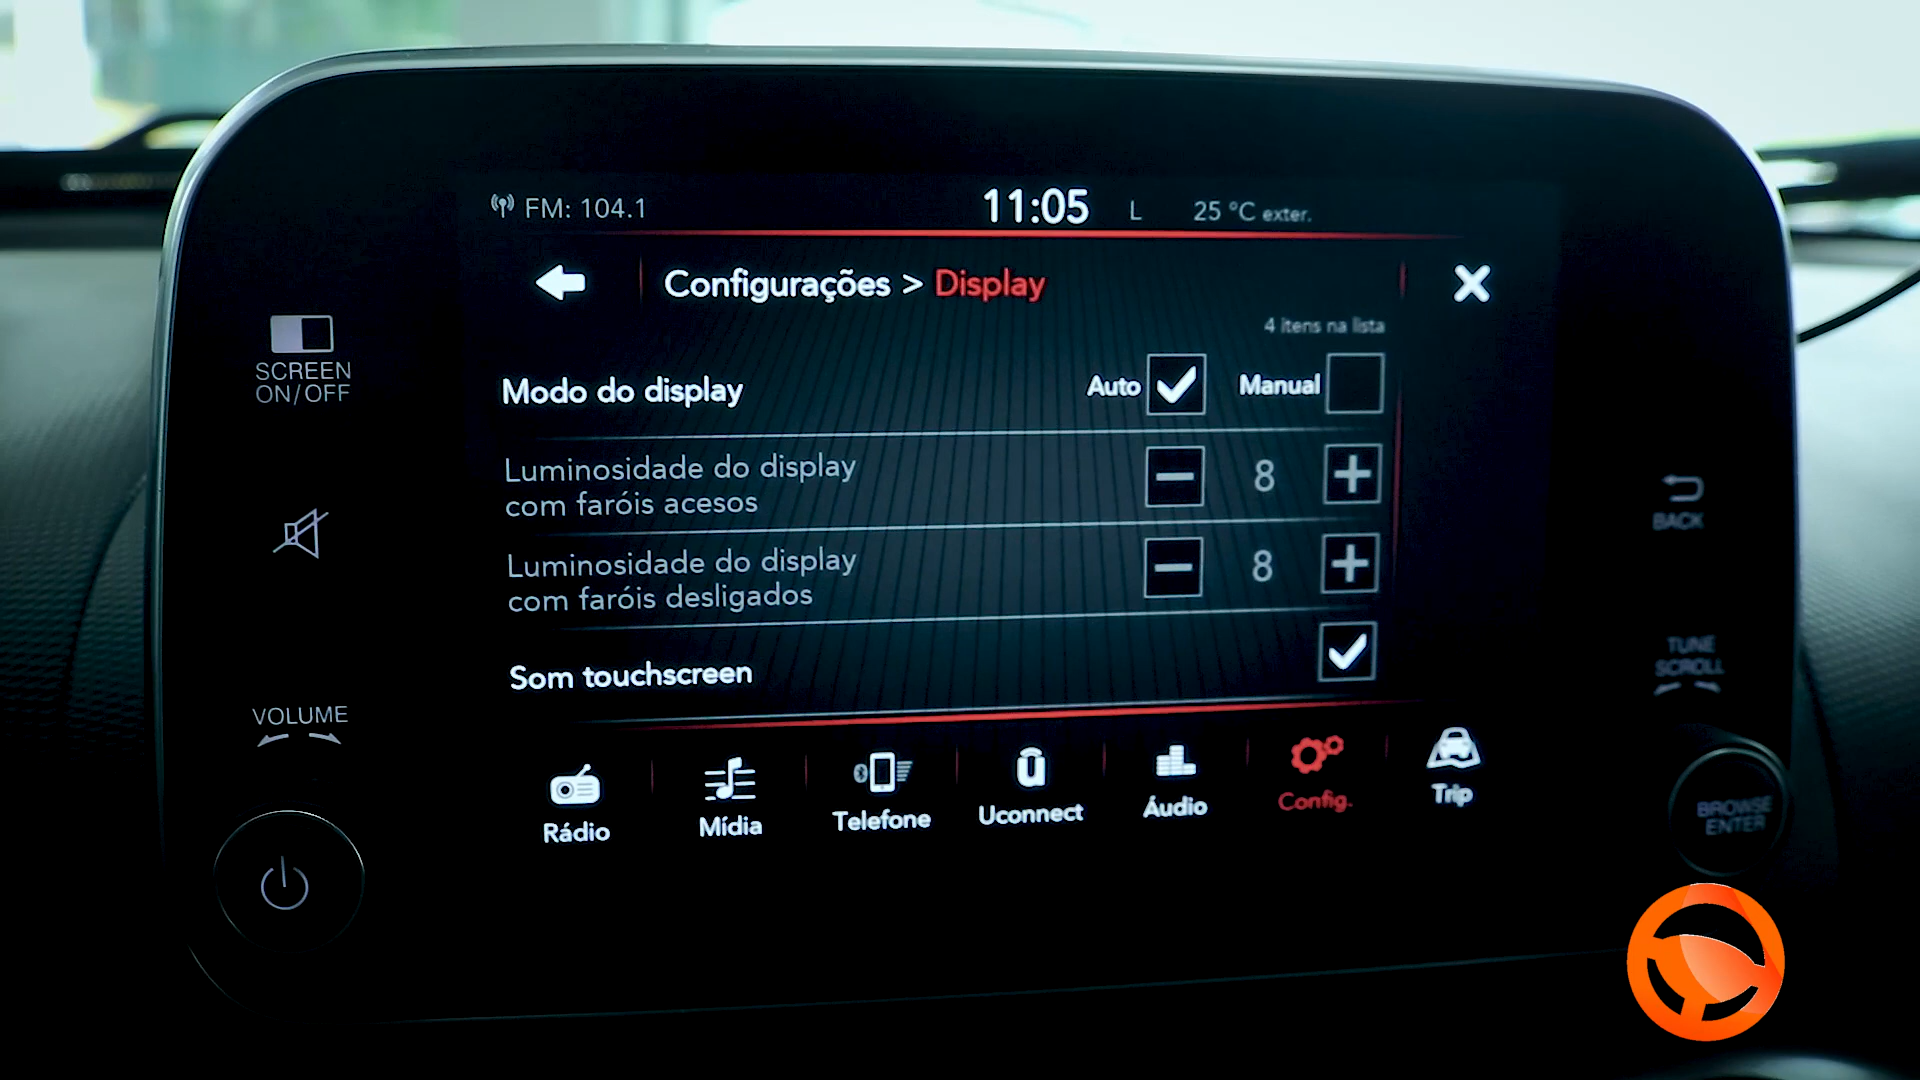 FM: 104.1 11:05 L 25 °C exter.
Configurações > Display
4 itens na lista
Modo do display Auto Manual
Luminosidade do display
com faróis acesos
8
Luminosidade do display
com faróis desligados
8
Som touchscreen
Rádio Mídia Telefone Uconnect Áudio Config. Trip
SCREEN
ON/OFF
VOLUME
BACK
TUNE
SCROLL
BROWSE
ENTER